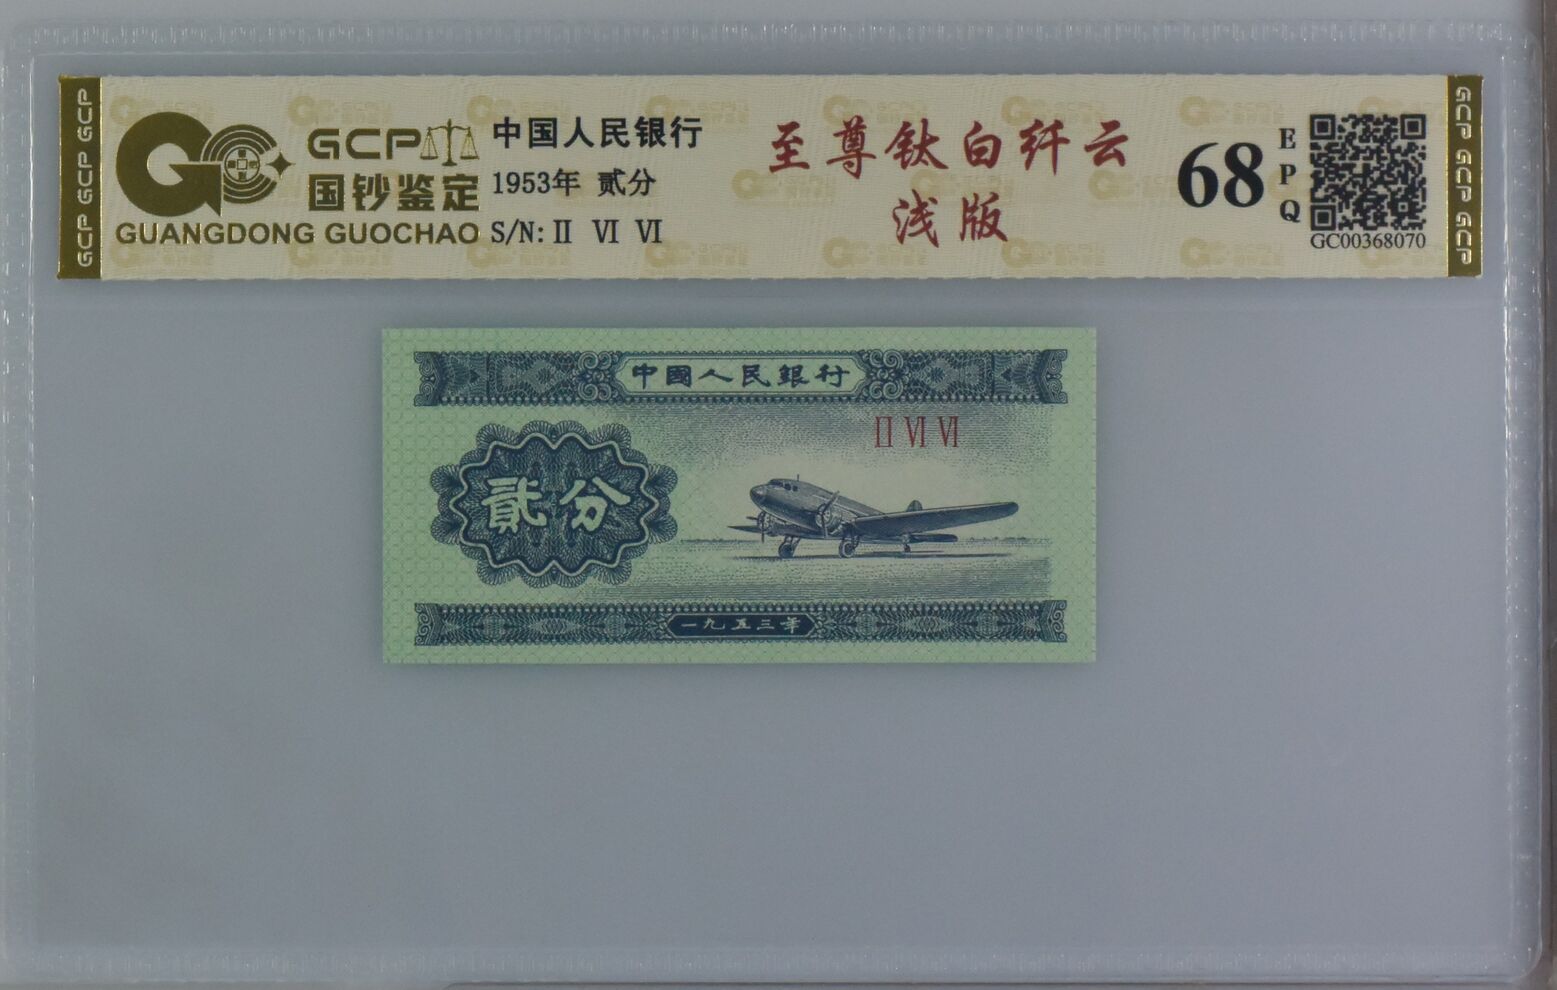 GCP GCP GCP
GCP
国钞鉴定
GUANGDONG GUOCHAO
中国人民银行
1953年 贰分
S/N: II VI VI
至尊钛白纤云
浅版
68
EPQ
GC00368070
GCP GCP GCP
中國人民銀行
II VI VI
貳分
一九五三年